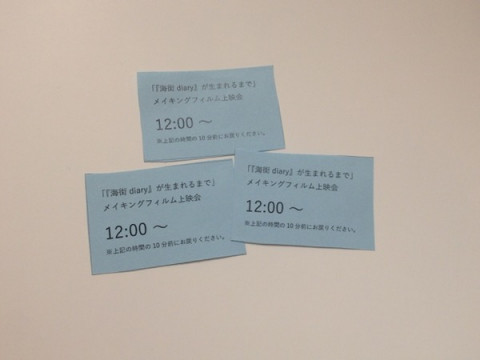 「『海街 diary』が生まれるまで」
メイキングフィルム上映会
12:00 ～
※上記の時間の 10 分前にお戻りください。
「『海街 diary』が生まれるまで」
メイキングフィルム上映会
12:00 ～
※上記の時間の 10 分前にお戻りください。
「『海街 diary』が生まれるまで」
メイキングフィルム上映会
12:00 ～
※上記の時間の 10 分前にお戻りください。